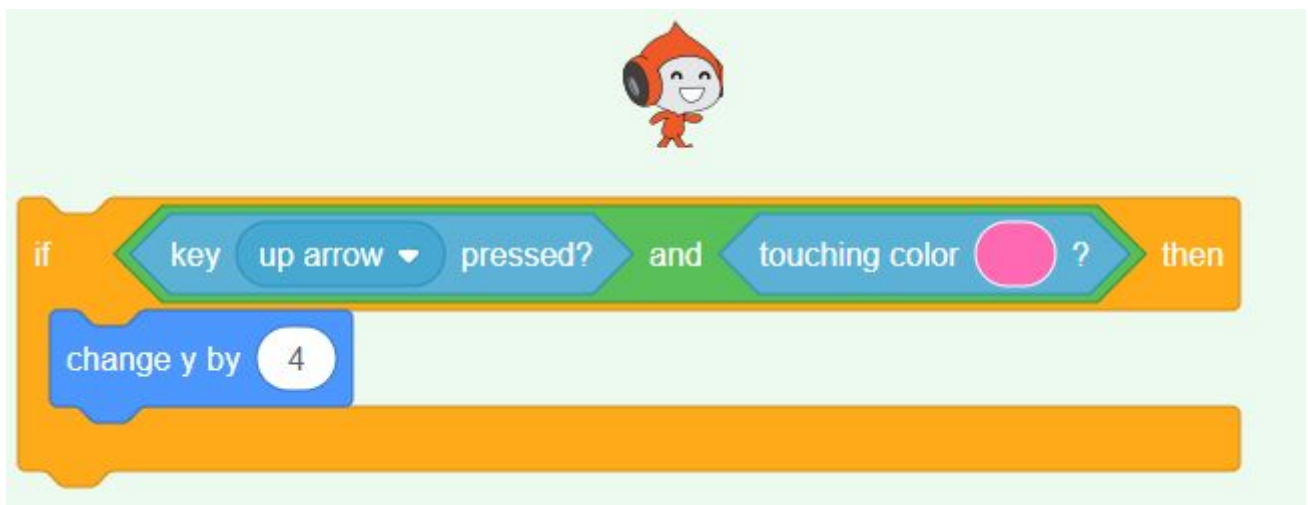 if key up arrow pressed? and touching color ? then
change y by 4